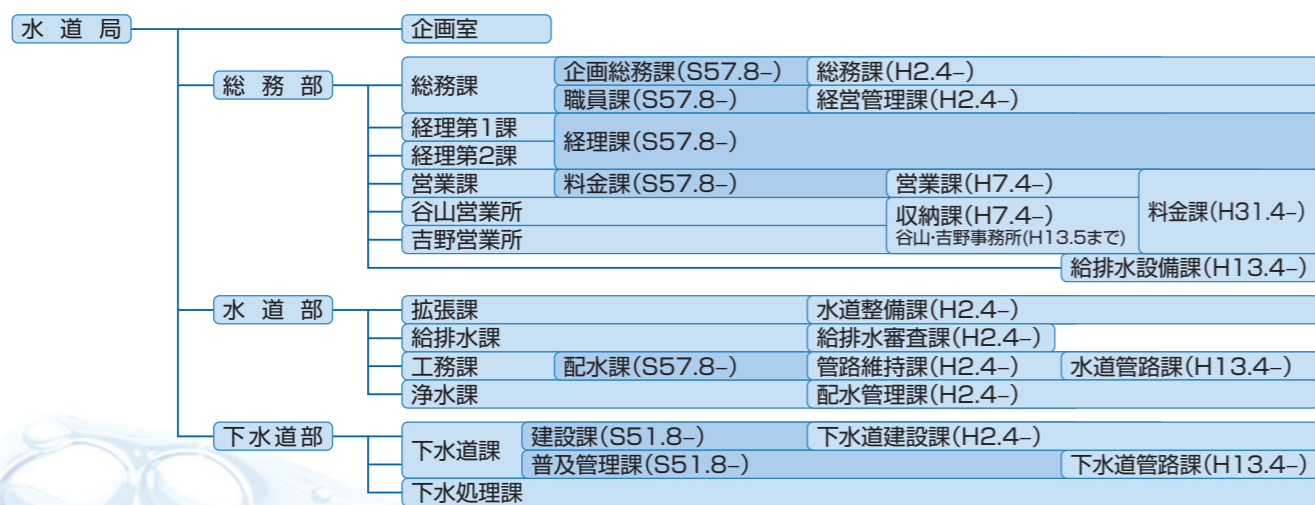 水道局 企画室
総務部 総務課 企画総務課(S57.8–) 総務課(H2.4–)
職員課(S57.8–) 経営管理課(H2.4–)
経理第1課 経理課(S57.8–)
経理第2課
営業課 料金課(S57.8–) 営業課(H7.4–) 料金課(H31.4–)
谷山営業所 収納課(H7.4–)
吉野営業所 谷山・吉野事務所(H13.5まで)
給排水設備課(H13.4–)
水道部 拡張課 水道整備課(H2.4–)
給排水課 給排水審査課(H2.4–)
工務課 配水課(S57.8–) 管路維持課(H2.4–) 水道管路課(H13.4–)
浄水課 配水管理課(H2.4–)
下水道部 下水道課 建設課(S51.8–) 下水道建設課(H2.4–)
普及管理課(S51.8–) 下水道管路課(H13.4–)
下水処理課